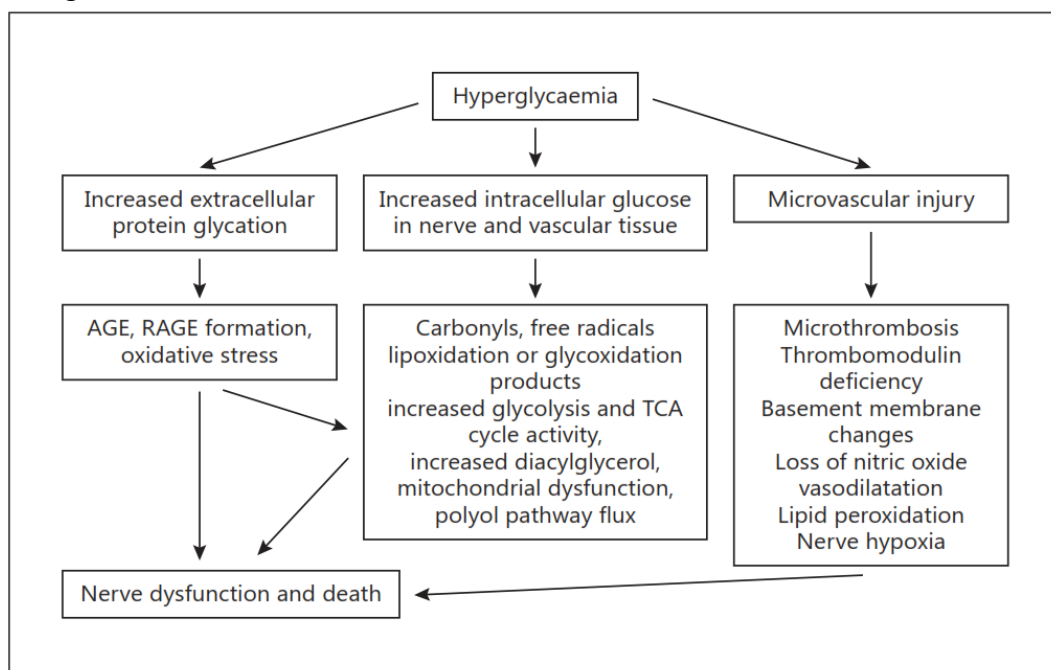 Hyperglycaemia
Increased extracellular
protein glycation
Increased intracellular glucose
in nerve and vascular tissue
Microvascular injury
AGE, RAGE formation,
oxidative stress
Carbonyls, free radicals
lipoxidation or glycoxidation
products
increased glycolysis and TCA
cycle activity,
increased diacylglycerol,
mitochondrial dysfunction,
polyol pathway flux
Microthrombosis
Thrombomodulin
deficiency
Basement membrane
changes
Loss of nitric oxide
vasodilatation
Lipid peroxidation
Nerve hypoxia
Nerve dysfunction and death